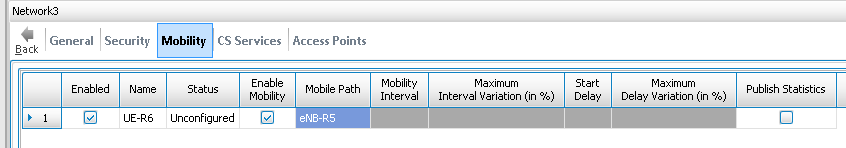 Network3
Back General Security Mobility CS Services Access Points
Enabled Name Status Enable Mobility Mobile Path Mobility Interval Maximum Interval Variation (in %) Start Delay Maximum Delay Variation (in %) Publish Statistics
1 UE-R6 Unconfigured eNB-R5